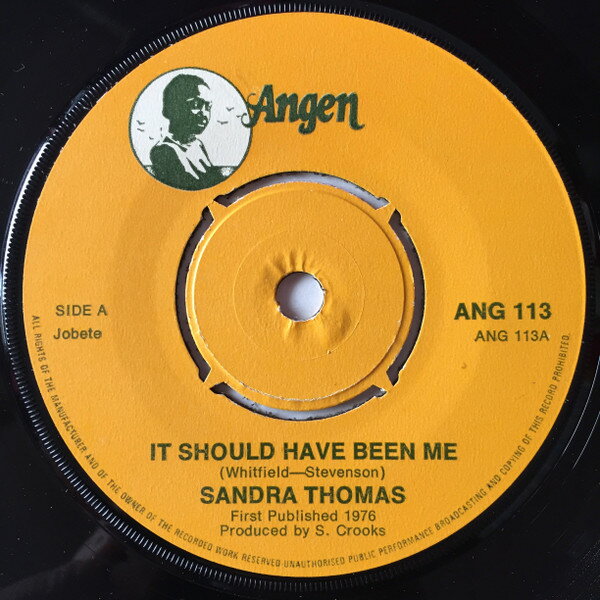 Angen
SIDE A
Jobete
ANG 113
ANG 113A
IT SHOULD HAVE BEEN ME
(Whitfield—Stevenson)
SANDRA THOMAS
First Published 1976
Produced by S. Crooks
ALL RIGHTS OF THE MANUFACTURER AND OF THE OWNER OF THE RECORDED WORK RESERVED·UNAUTHORISED PUBLIC PERFORMANCE BROADCASTING AND COPYING OF THIS RECORD PROHIBITED.